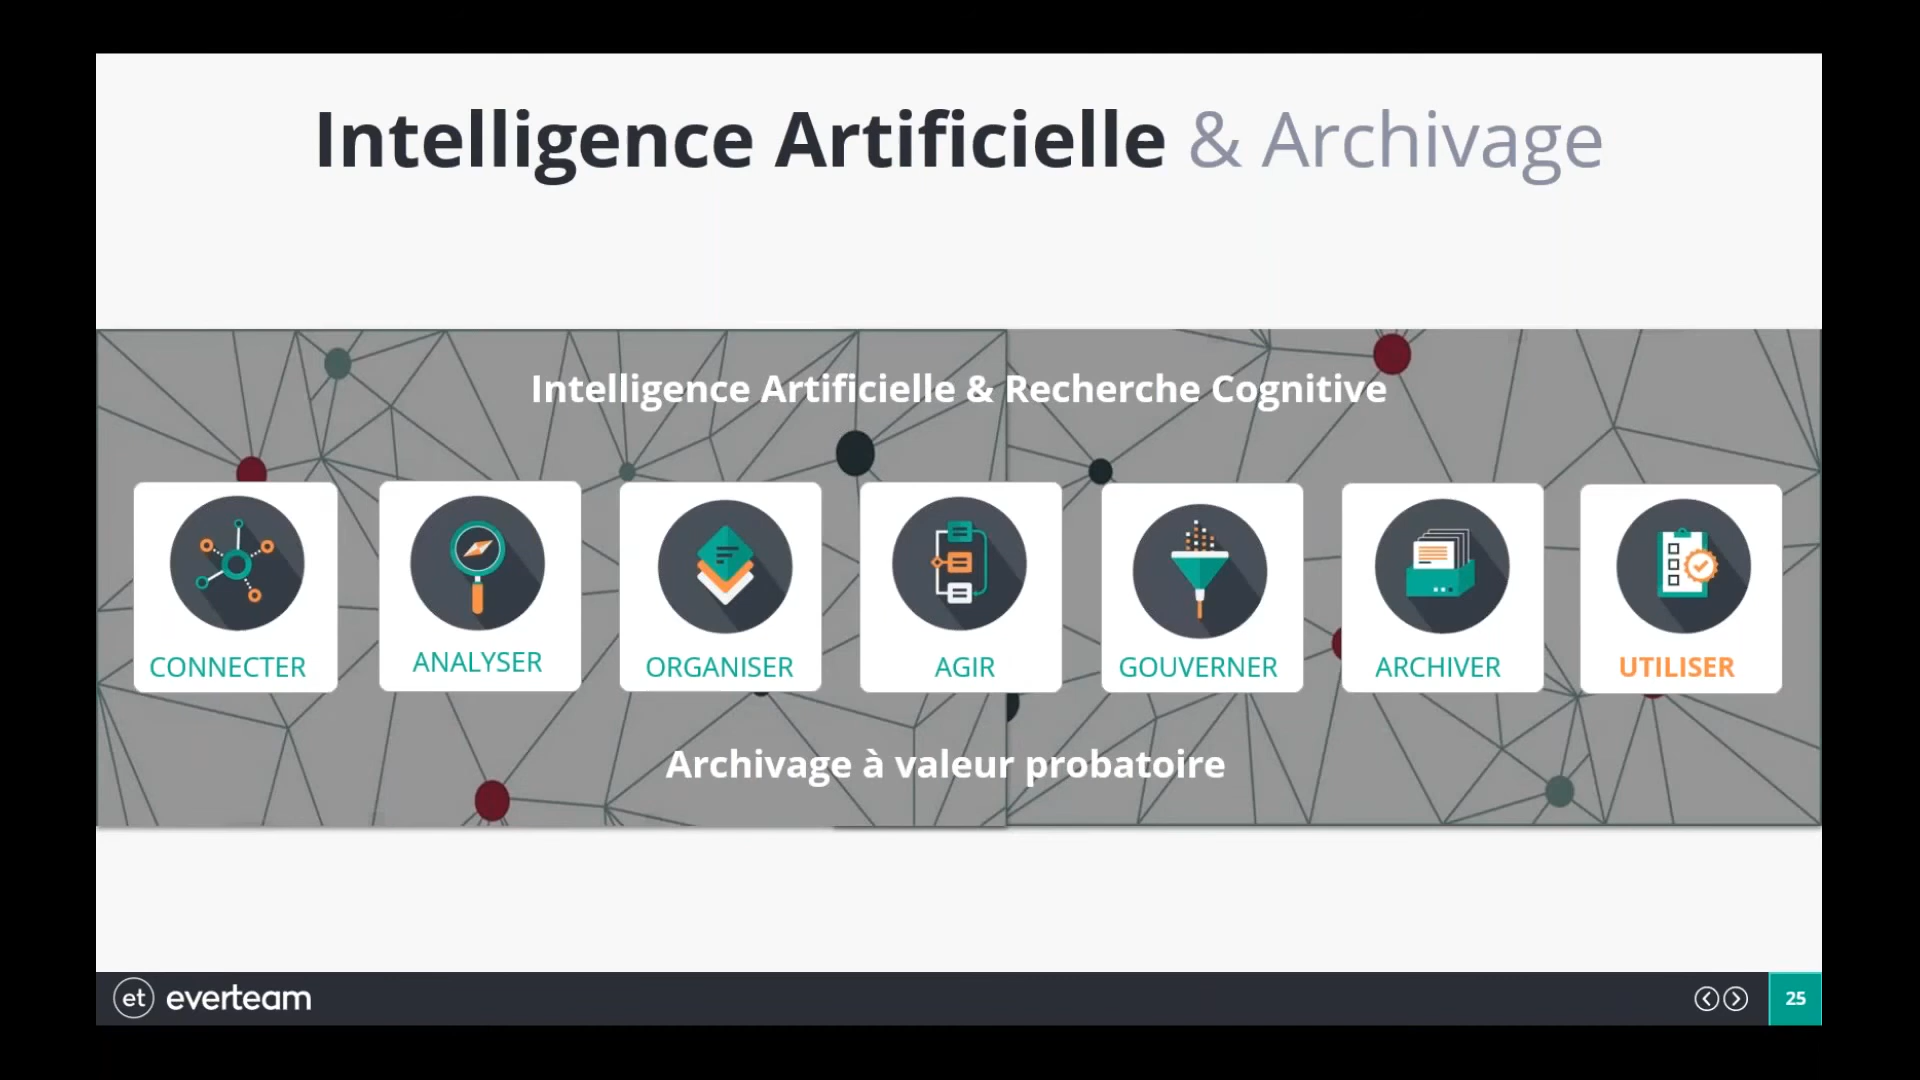 Intelligence Artificielle & Archivage
Intelligence Artificielle & Recherche Cognitive
CONNECTER
ANALYSER
ORGANISER
AGIR
GOUVERNER
ARCHIVER
UTILISER
Archivage à valeur probatoire
et everteam
25